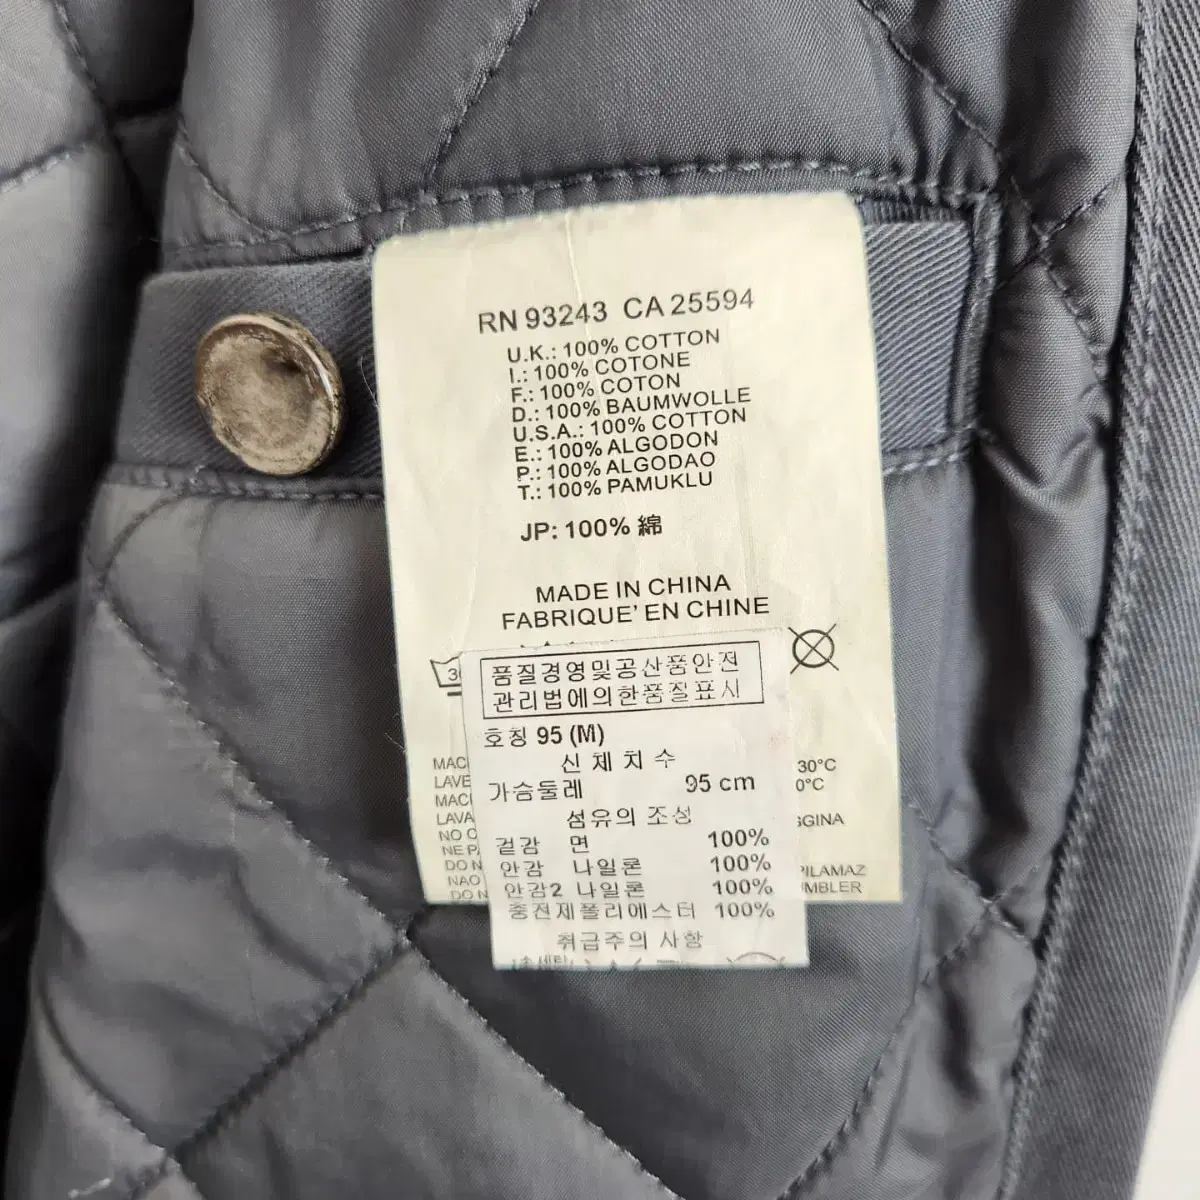 RN 93243 CA 25594
U.K.: 100% COTTON
I.: 100% COTONE
F.: 100% COTON
D.: 100% BAUMWOLLE
U.S.A.: 100% COTTON
E.: 100% ALGODON
P.: 100% ALGODAO
T.: 100% PAMUKLU
JP: 100% 綿
MADE IN CHINA
FABRIQUE' EN CHINE
품질경영및공산품안전
관리법에의한품질표시
호칭 95 (M)
신체치수
가슴둘레 95 cm
섬유의 조성
겉감 면 100%
안감 나일론 100%
안감2 나일론 100%
충전제폴리에스터 100%
취급주의 사항
30°C